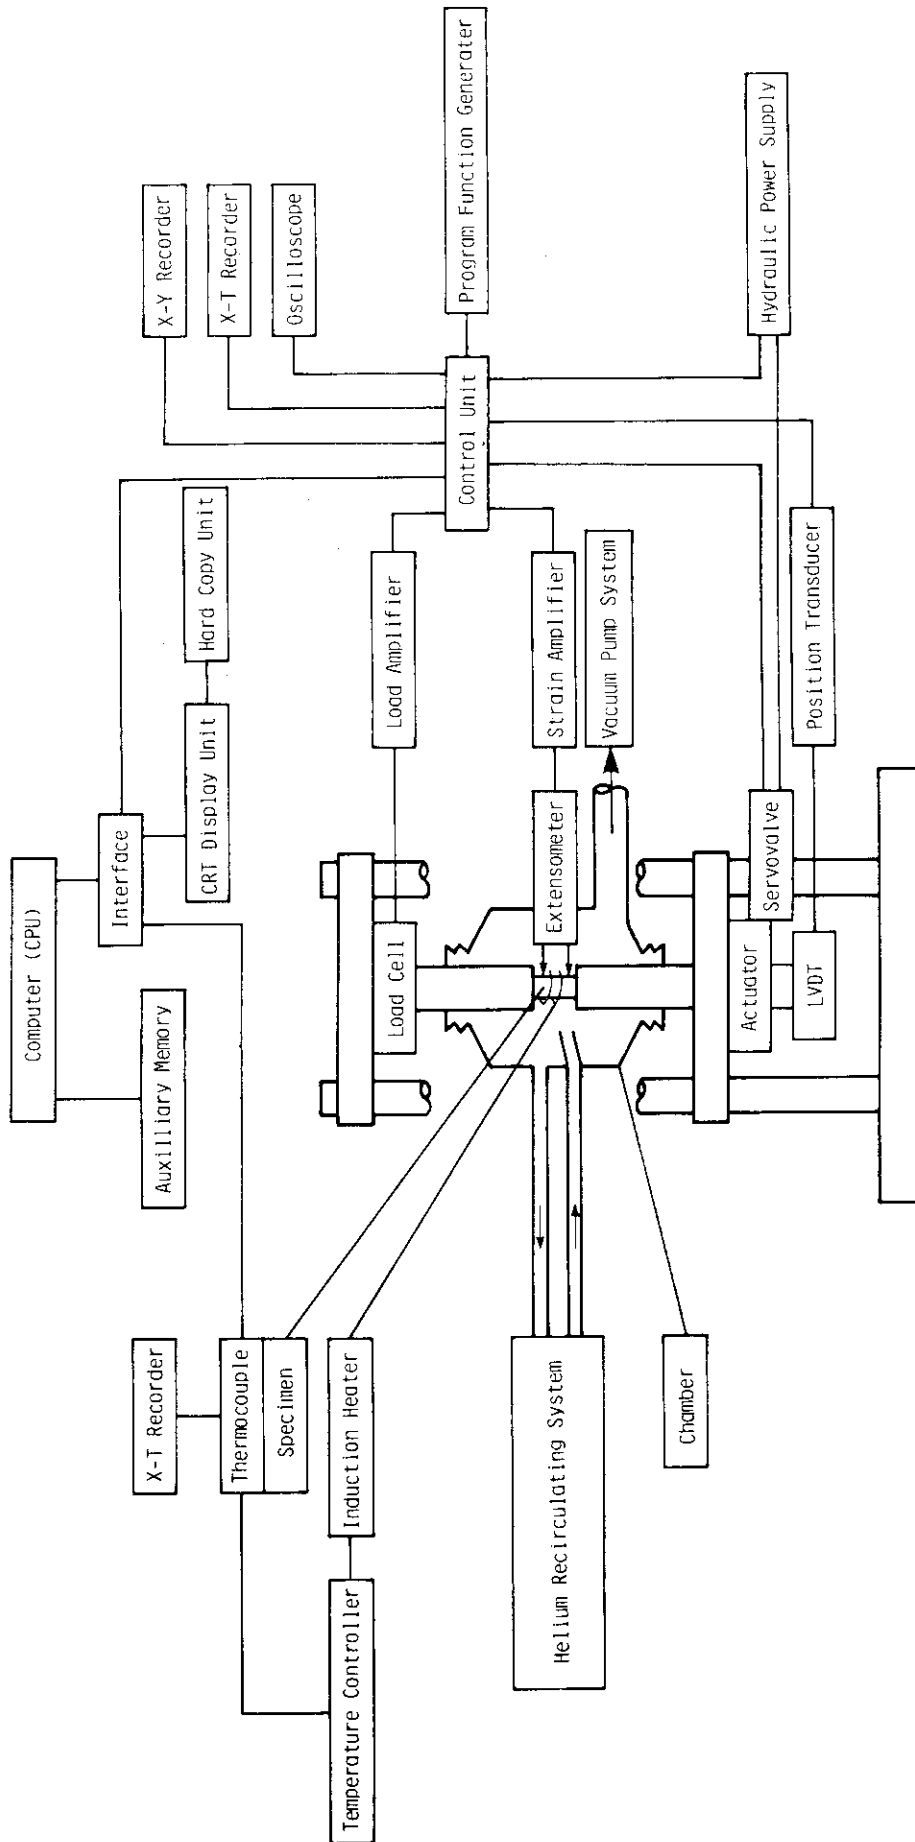 Computer (CPU)
Auxilliary Memory
Interface
CRT Display Unit
Hard Copy Unit
X-Y Recorder
X-T Recorder
Oscilloscope
X-T Recorder
Thermocouple
Specimen
Temperature Controller
Induction Heater
Load Cell
Load Amplifier
Control Unit
Program Function Generater
Helium Recirculating System
Extensometer
Strain Amplifier
Vacuum Pump System
Chamber
Actuator
Servovalve
Hydraulic Power Supply
LVDT
Position Transducer